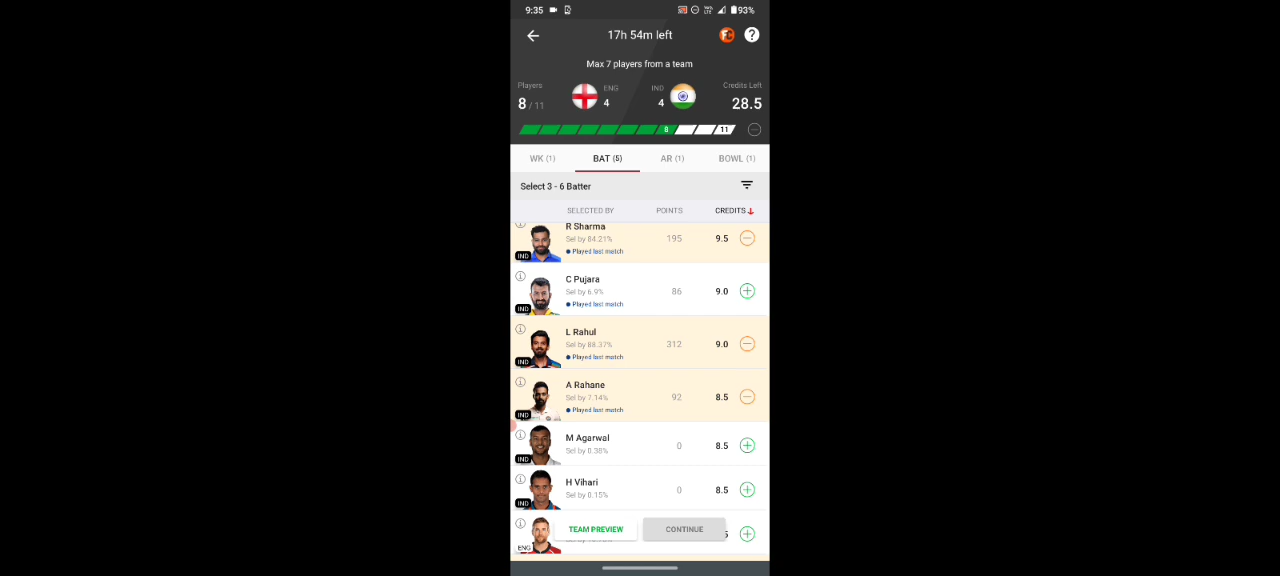 9:35
93%
17h 54m left
FC
?
Max 7 players from a team
Players
8 / 11
ENG
4
IND
4
Credits Left
28.5
8
11
WK (1)
BAT (5)
AR (1)
BOWL (1)
Select 3 - 6 Batter
SELECTED BY
POINTS
CREDITS
R Sharma
Sel by 84.21%
Played last match
IND
195
9.5
C Pujara
Sel by 6.9%
Played last match
IND
86
9.0
L Rahul
Sel by 88.37%
Played last match
IND
312
9.0
A Rahane
Sel by 7.14%
Played last match
IND
92
8.5
M Agarwal
Sel by 0.38%
IND
0
8.5
H Vihari
Sel by 0.15%
IND
0
8.5
ENG
TEAM PREVIEW
CONTINUE